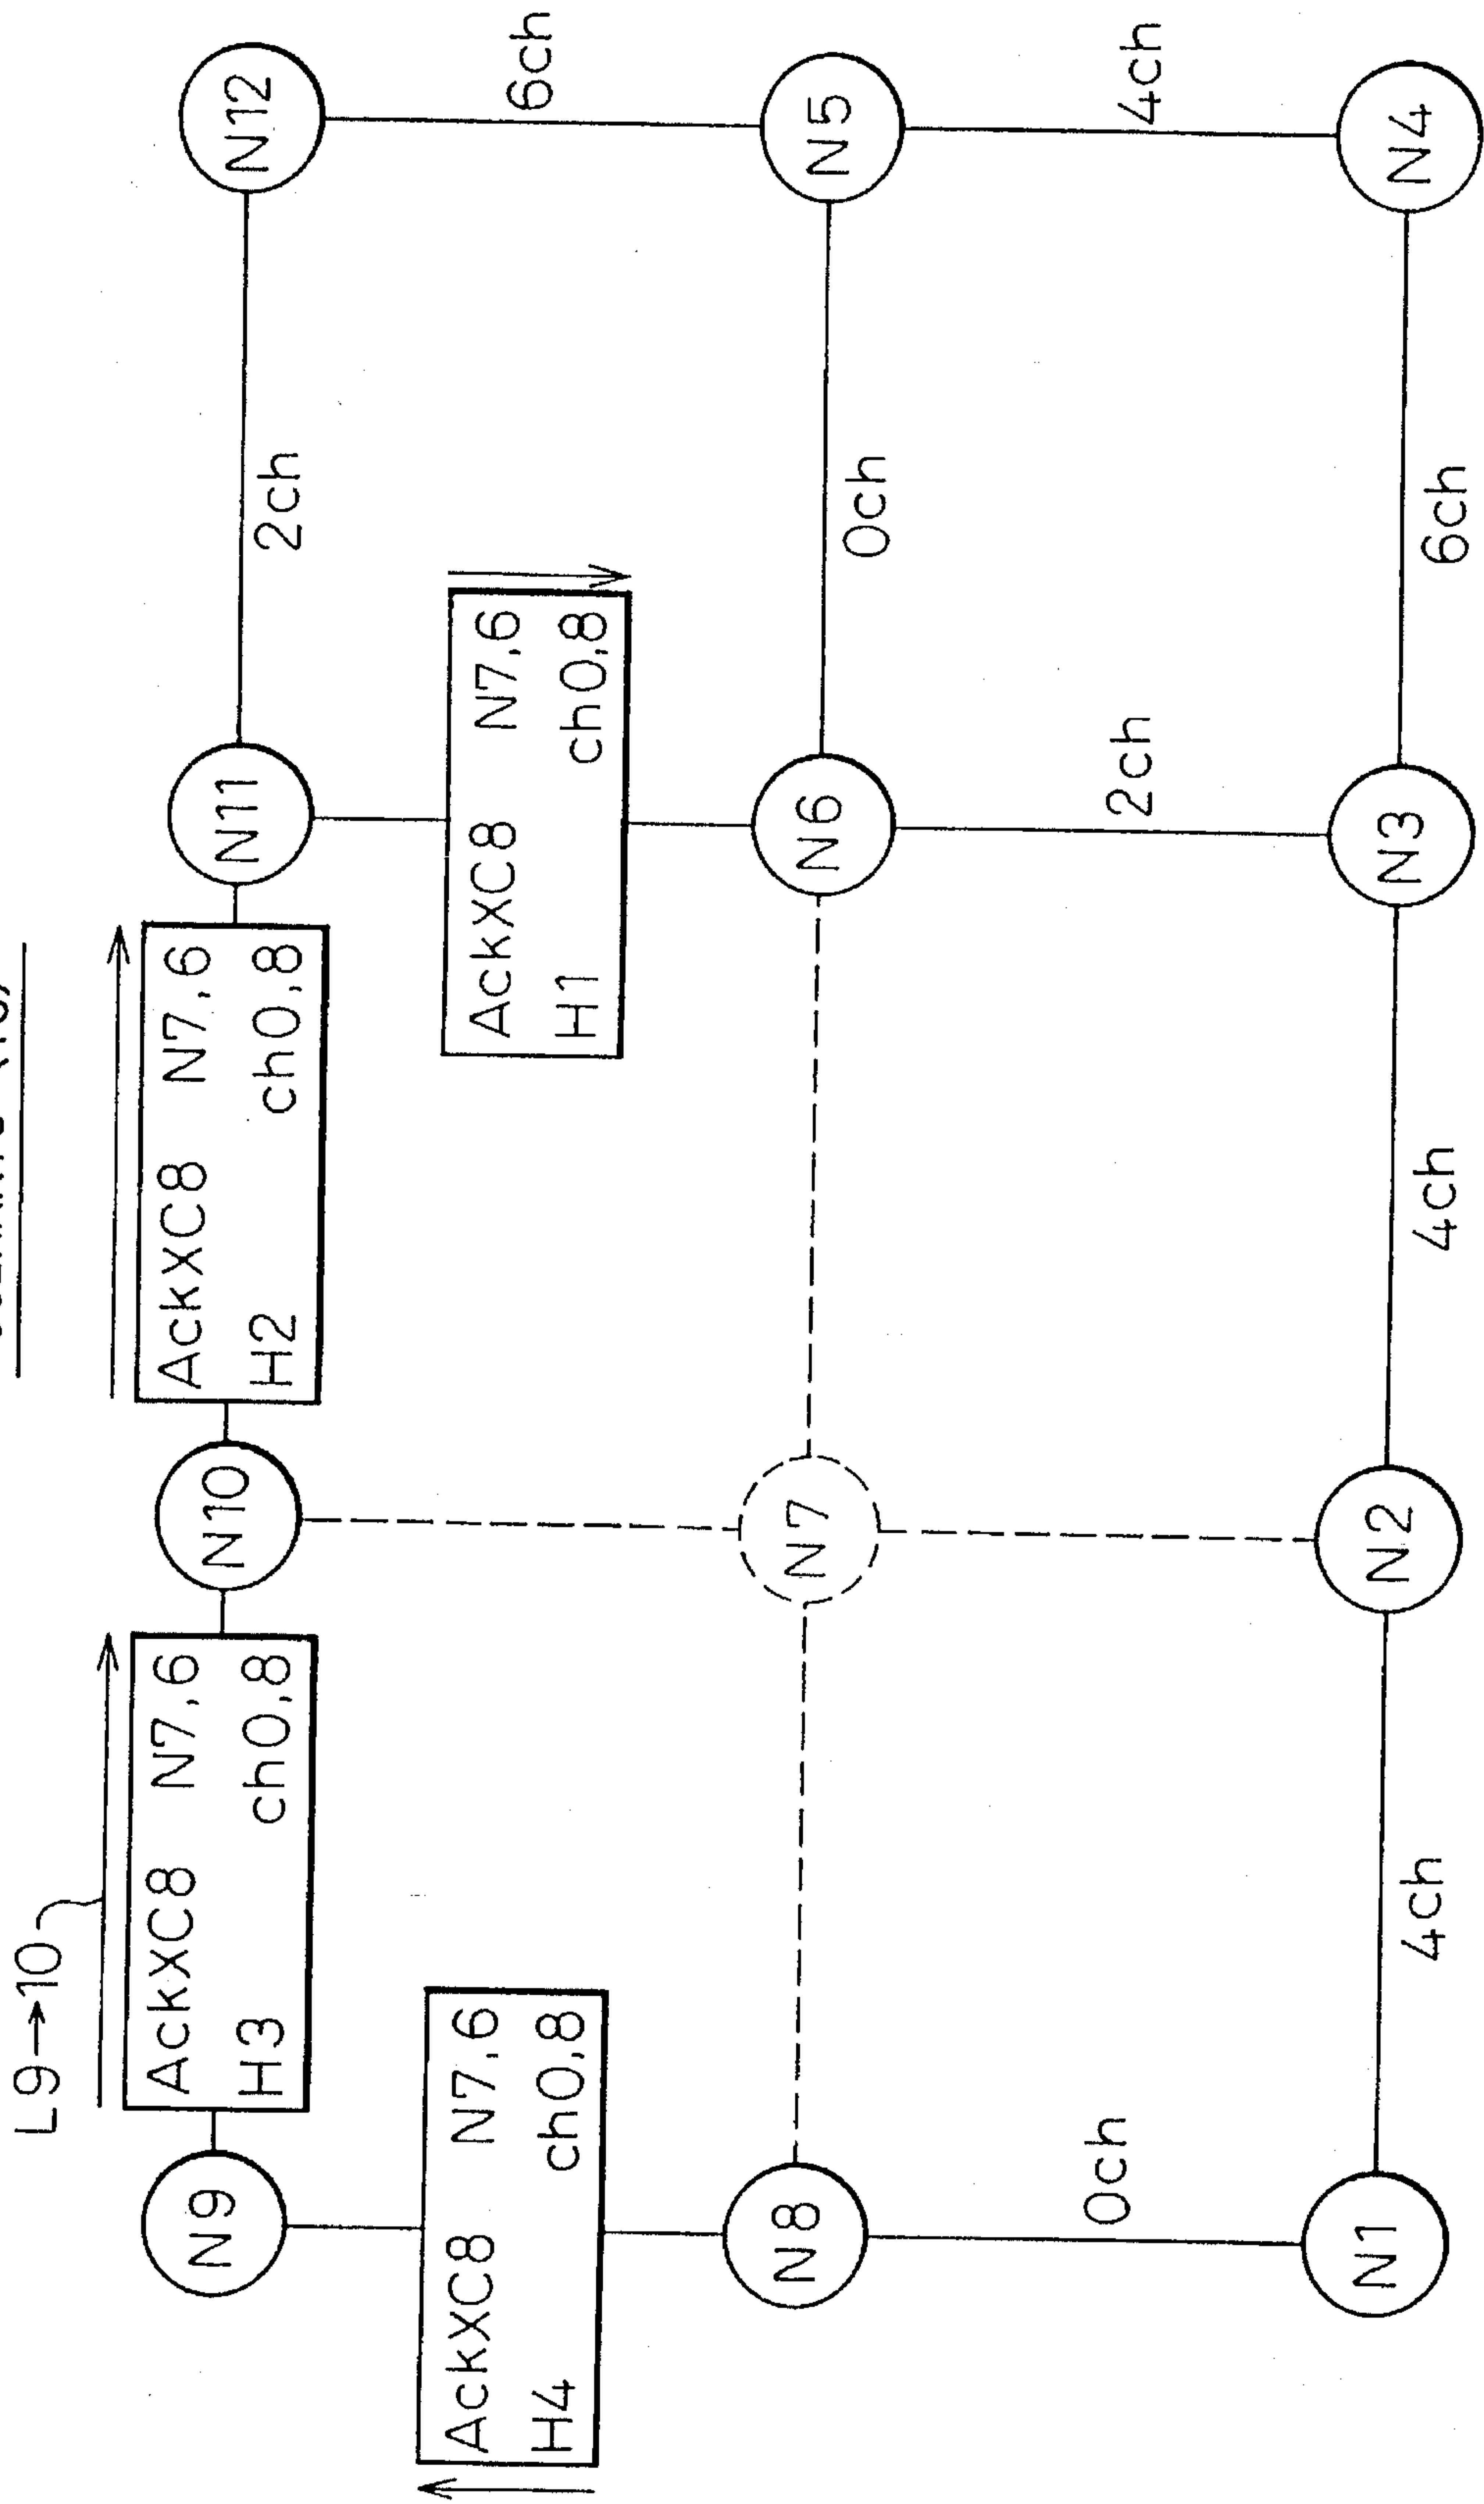 L9→10
N9
AckXC8 N7,6
H3 ch0,8
N10
AckXC8 N7,6
H2 ch0,8
N11
2ch
N12
AckXC8 N7,6
H4 ch0,8
AckXC8 N7,6
H1 ch0,8
6ch
N8
N7
N6
0ch
N5
0ch
2ch
4ch
N1
4ch
N2
4ch
N3
6ch
N4